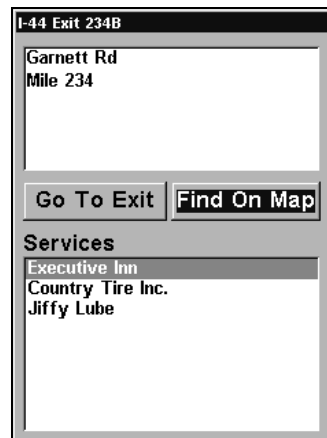 I-44 Exit 234B
Garnett Rd
Mile 234
Go To Exit Find On Map
Services
Executive Inn
Country Tire Inc.
Jiffy Lube